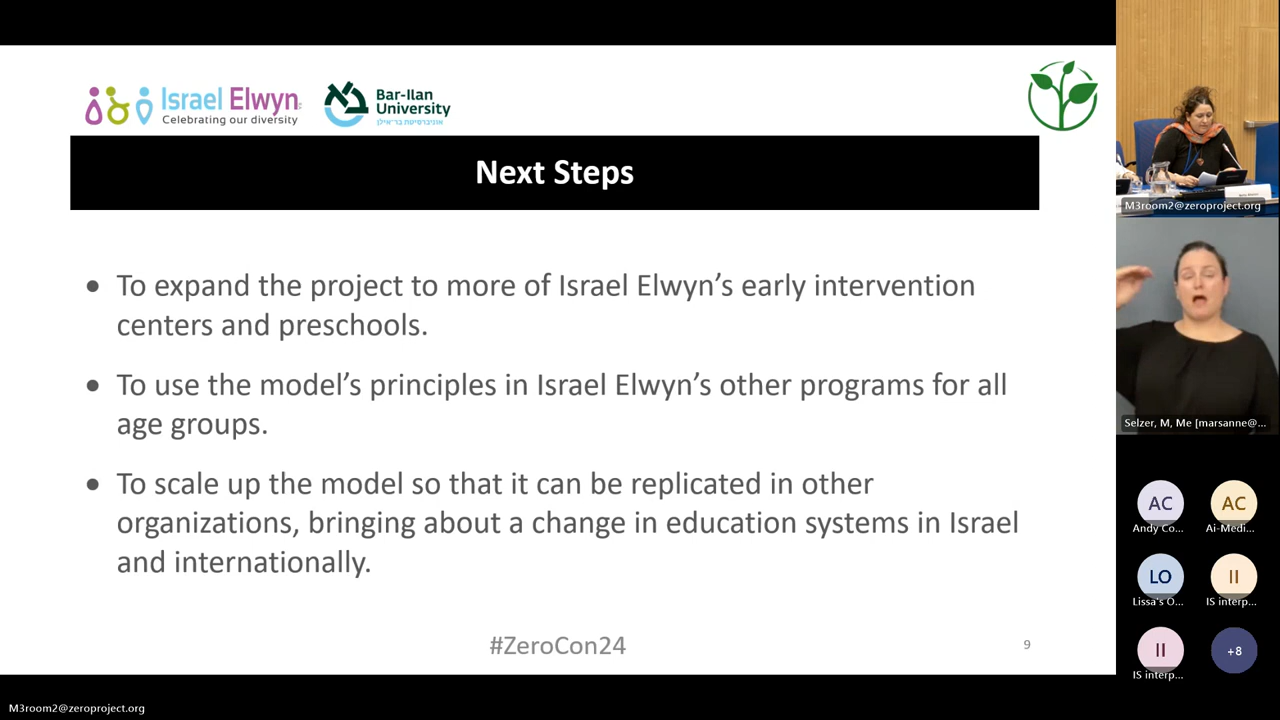 Israel Elwyn
Celebrating our diversity
Bar-Ilan
University
אוניברסיטת בר־אילן
Next Steps
• To expand the project to more of Israel Elwyn's early intervention
centers and preschools.
• To use the model's principles in Israel Elwyn's other programs for all
age groups.
• To scale up the model so that it can be replicated in other
organizations, bringing about a change in education systems in Israel
and internationally.
#ZeroCon24
9
M3room2@zeroproject.org
Selzer, M, Me [marsanne@...
AC
AC
Andy Co...
Ai-Medi...
LO
II
Lissa's O...
IS interp...
II
+8
IS interp...
M3room2@zeroproject.org